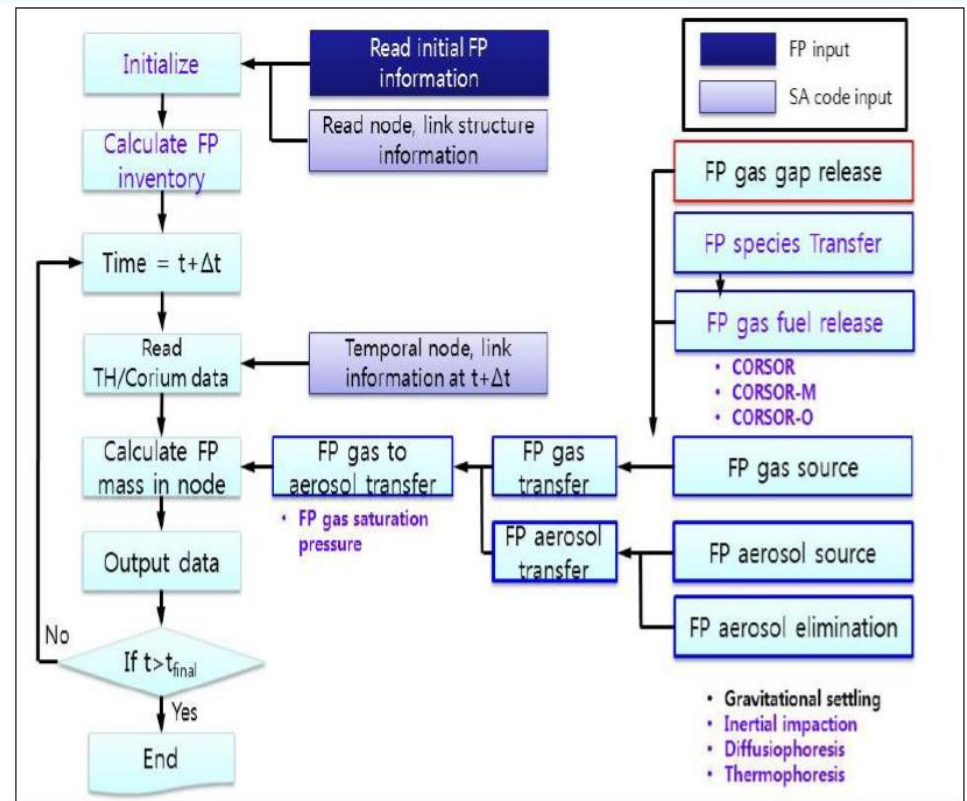 Initialize
Read initial FP
information
Read node, link structure
information
FP input
SA code input
Calculate FP
inventory
Time = t+Δt
Read
TH/Corium data
Temporal node, link
information at t+Δt
FP gas gap release
FP species Transfer
FP gas fuel release
• CORSOR
• CORSOR-M
• CORSOR-O
Calculate FP
mass in node
FP gas to
aerosol transfer
• FP gas saturation
pressure
FP gas
transfer
FP gas source
FP aerosol
transfer
FP aerosol source
FP aerosol elimination
• Gravitational settling
• Inertial impaction
• Diffusiophoresis
• Thermophoresis
Output data
No
If t>tfinal
Yes
End